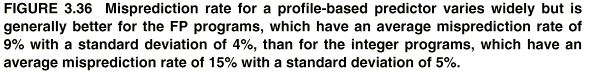 FIGURE 3.36 Misprediction rate for a profile-based predictor varies widely but is
generally better for the FP programs, which have an average misprediction rate of
9% with a standard deviation of 4%, than for the integer programs, which have an
average misprediction rate of 15% with a standard deviation of 5%.